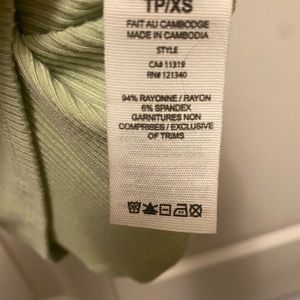 TP/XS
FAIT AU CAMBODGE
MADE IN CAMBODIA
STYLE
CA# 11319
RN# 121340
94% RAYONNE / RAYON
6% SPANDEX
GARNITURES NON
COMPRISES / EXCLUSIVE
OF TRIMS